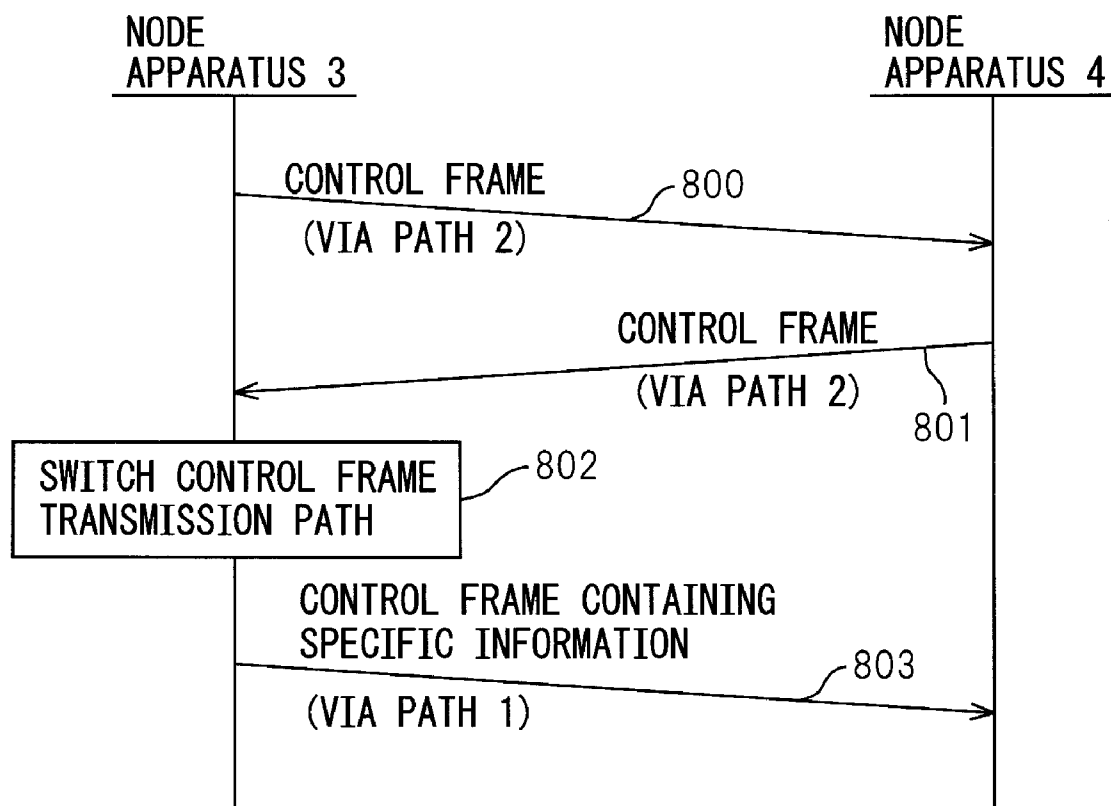 NODE
APPARATUS 3
NODE
APPARATUS 4
CONTROL FRAME
800
(VIA PATH 2)
CONTROL FRAME
(VIA PATH 2)
801
SWITCH CONTROL FRAME
TRANSMISSION PATH
802
CONTROL FRAME CONTAINING
SPECIFIC INFORMATION
803
(VIA PATH 1)